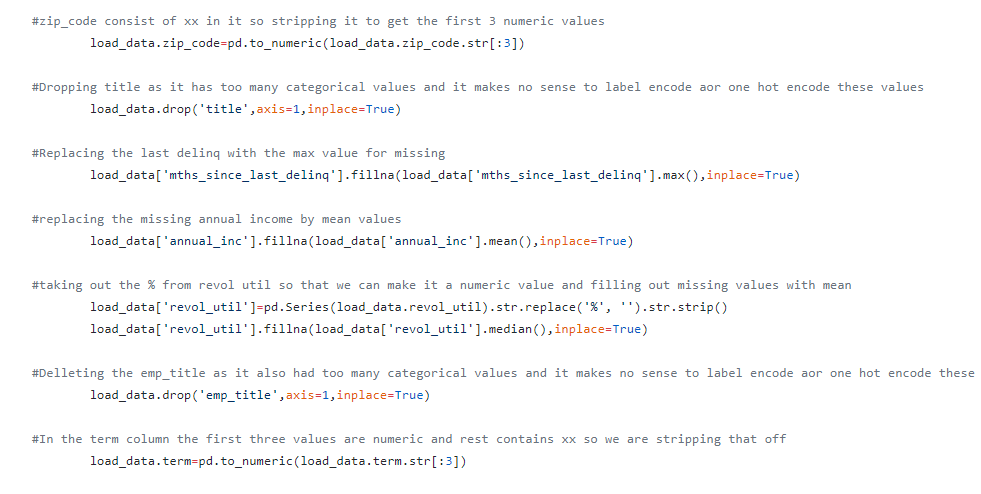 #zip_code consist of xx in it so stripping it to get the first 3 numeric values
load_data.zip_code=pd.to_numeric(load_data.zip_code.str[:3])
#Dropping title as it has too many categorical values and it makes no sense to label encode aor one hot encode these values
load_data.drop('title',axis=1,inplace=True)
#Replacing the last delinq with the max value for missing
load_data['mths_since_last_delinq'].fillna(load_data['mths_since_last_delinq'].max(),inplace=True)
#replacing the missing annual income by mean values
load_data['annual_inc'].fillna(load_data['annual_inc'].mean(),inplace=True)
#taking out the % from revol util so that we can make it a numeric value and filling out missing values with mean
load_data['revol_util']=pd.Series(load_data.revol_util).str.replace('%', '').str.strip()
load_data['revol_util'].fillna(load_data['revol_util'].median(),inplace=True)
#Delleting the emp_title as it also had too many categorical values and it makes no sense to label encode aor one hot encode these
load_data.drop('emp_title',axis=1,inplace=True)
#In the term column the first three values are numeric and rest contains xx so we are stripping that off
load_data.term=pd.to_numeric(load_data.term.str[:3])